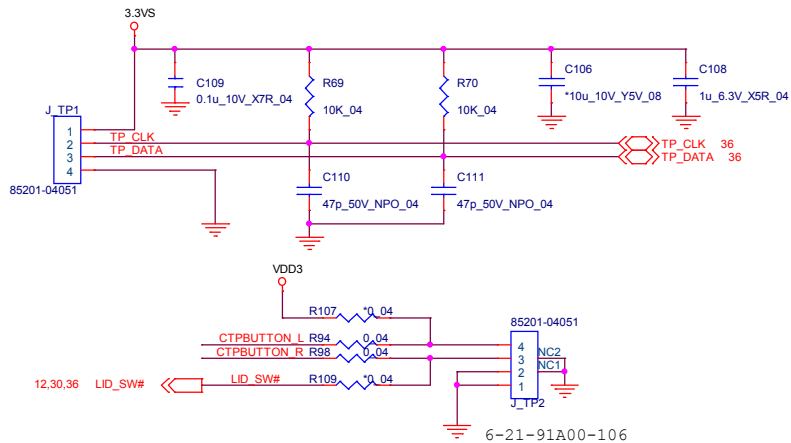 3.3VS
C109
0.1u_10V_X7R_04
R69
10K_04
R70
10K_04
C106
*10u_10V_Y5V_08
C108
1u_6.3V_X5R_04
J_TP1
1
2
3
4
85201-04051
TP_CLK
TP_DATA
TP_CLK 36
TP_DATA 36
C110
47p_50V_NPO_04
C111
47p_50V_NPO_04
VDD3
R107 *0_04
CTPBUTTON_L R94 0_04
CTPBUTTON_R R98 0_04
12,30,36 LID_SW# LID_SW# R109 *0_04
85201-04051
4
3
2
1
NC2
NC1
J_TP2
6-21-91A00-106